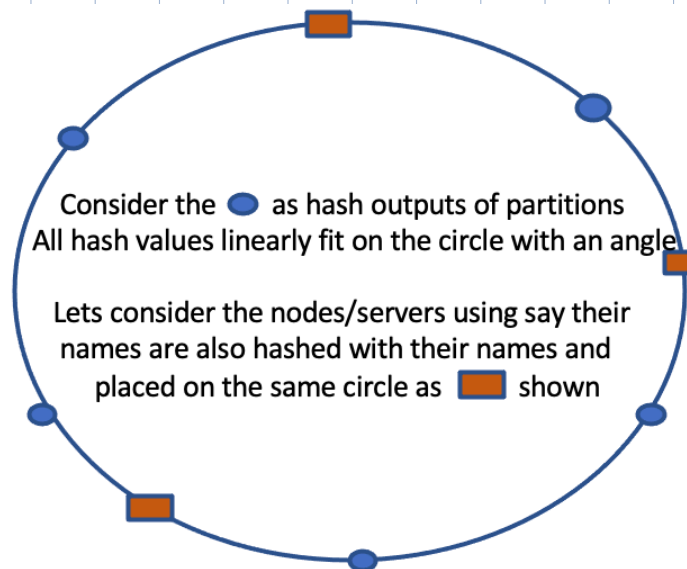 Consider the as hash outputs of partitions
All hash values linearly fit on the circle with an angle
Lets consider the nodes/servers using say their
names are also hashed with their names and
placed on the same circle as shown